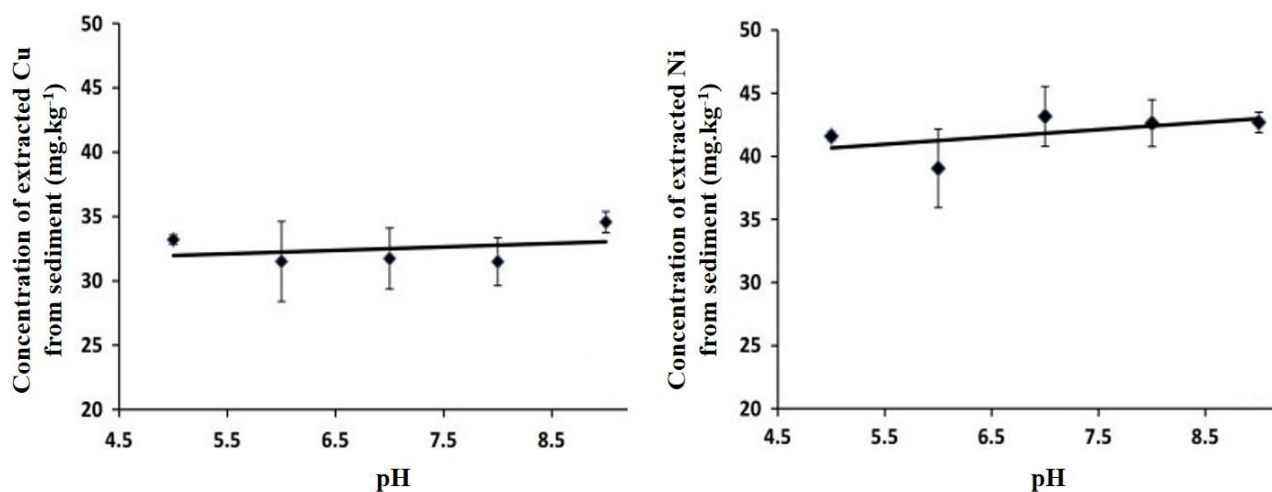 Concentration of extracted Cu
from sediment (mg.kg⁻¹)
50
45
40
35
30
25
20
4.5 5.5 6.5 7.5 8.5
pH
Concentration of extracted Ni
from sediment (mg.kg⁻¹)
50
45
40
35
30
25
20
4.5 5.5 6.5 7.5 8.5
pH